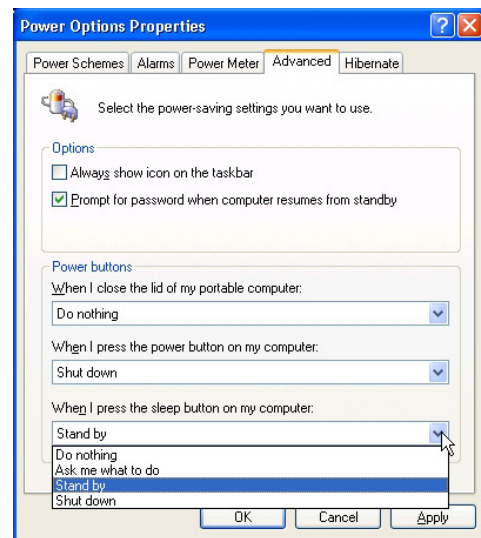 Power Options Properties
Power Schemes Alarms Power Meter Advanced Hibernate
Select the power-saving settings you want to use.
Options
Always show icon on the taskbar
Prompt for password when computer resumes from standby
Power buttons
When I close the lid of my portable computer:
Do nothing
When I press the power button on my computer:
Shut down
When I press the sleep button on my computer:
Stand by
Do nothing
Ask me what to do
Stand by
Shut down
OK Cancel Apply